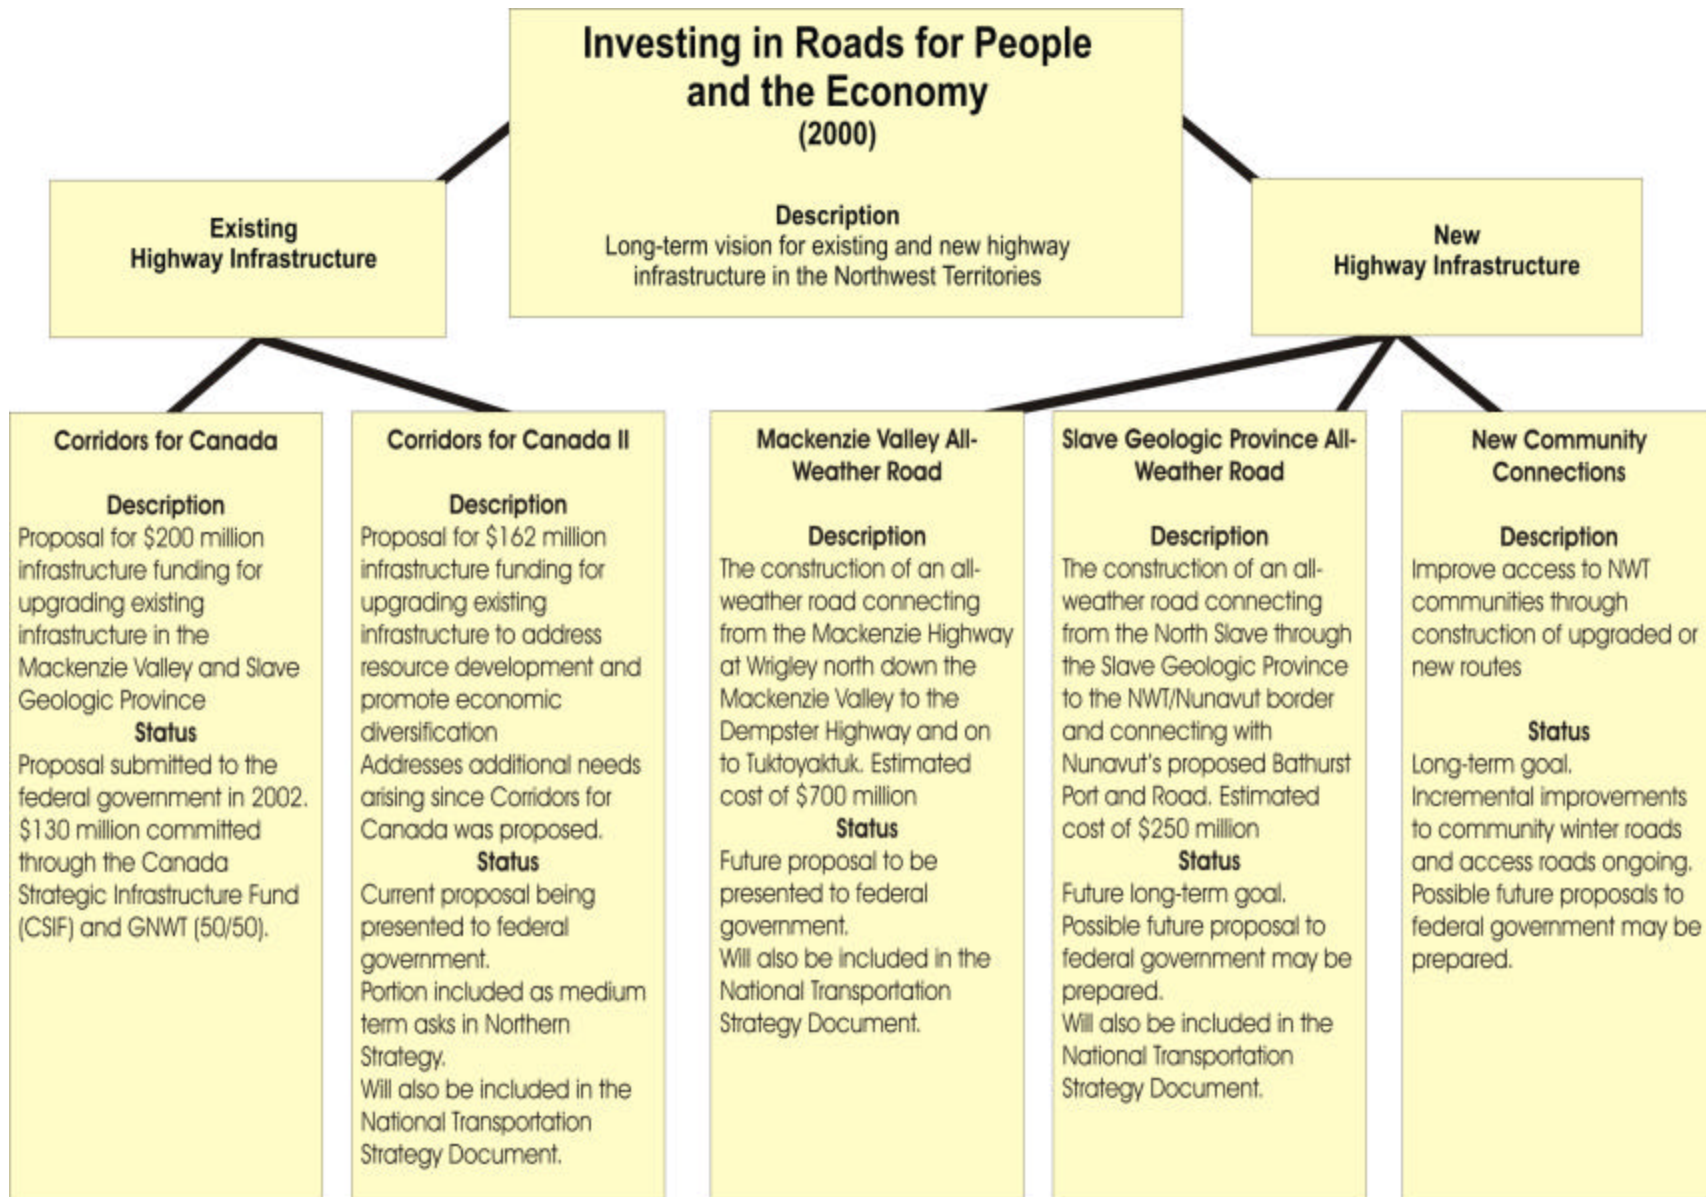 Investing in Roads for People
and the Economy
(2000)
Description
Long-term vision for existing and new highway
infrastructure in the Northwest Territories
Existing
Highway Infrastructure
New
Highway Infrastructure
Corridors for Canada
Description
Proposal for $200 million
infrastructure funding for
upgrading existing
infrastructure in the
Mackenzie Valley and Slave
Geologic Province
Status
Proposal submitted to the
federal government in 2002.
$130 million committed
through the Canada
Strategic Infrastructure Fund
(CSIF) and GNWT (50/50).
Corridors for Canada II
Description
Proposal for $162 million
infrastructure funding for
upgrading existing
infrastructure to address
resource development and
promote economic
diversification
Addresses additional needs
arising since Corridors for
Canada was proposed.
Status
Current proposal being
presented to federal
government.
Portion included as medium
term asks in Northern
Strategy.
Will also be included in the
National Transportation
Strategy Document.
Mackenzie Valley All-
Weather Road
Description
The construction of an all-
weather road connecting
from the Mackenzie Highway
at Wrigley north down the
Mackenzie Valley to the
Dempster Highway and on
to Tuktoyaktuk. Estimated
cost of $700 million
Status
Future proposal to be
presented to federal
government.
Will also be included in the
National Transportation
Strategy Document.
Slave Geologic Province All-
Weather Road
Description
The construction of an all-
weather road connecting
from the North Slave through
the Slave Geologic Province
to the NWT/Nunavut border
and connecting with
Nunavut's proposed Bathurst
Port and Road. Estimated
cost of $250 million
Status
Future long-term goal.
Possible future proposal to
federal government may be
prepared.
Will also be included in the
National Transportation
Strategy Document.
New Community
Connections
Description
Improve access to NWT
communities through
construction of upgraded or
new routes
Status
Long-term goal.
Incremental improvements
to community winter roads
and access roads ongoing.
Possible future proposals to
federal government may be
prepared.